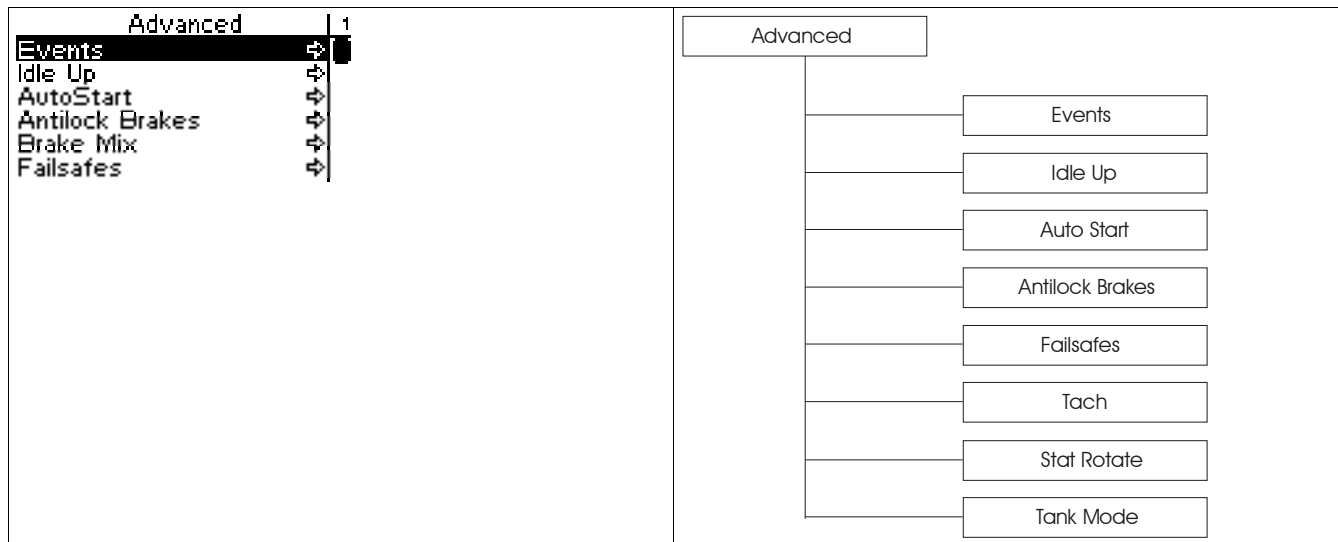 Advanced 1
Events
Idle Up
AutoStart
Antilock Brakes
Brake Mix
Failsafes
Advanced
Events
Idle Up
Auto Start
Antilock Brakes
Failsafes
Tach
Stat Rotate
Tank Mode